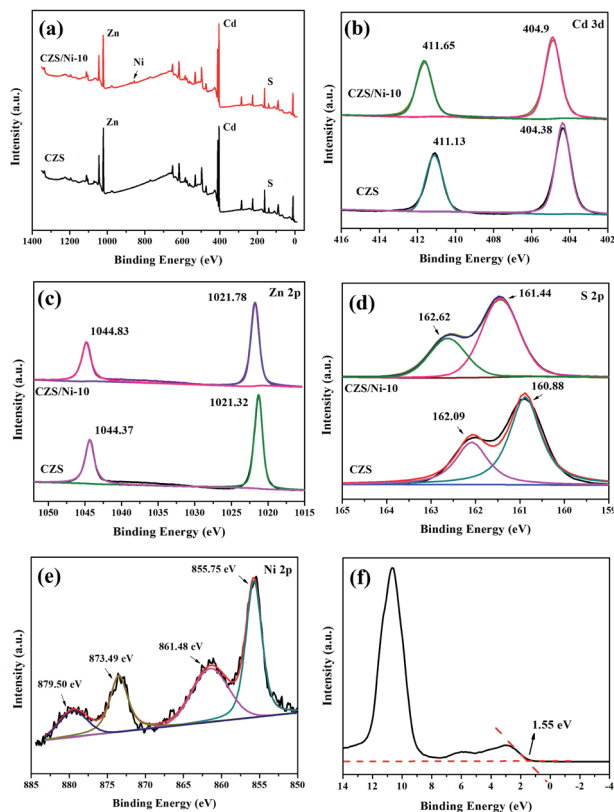 (a)
Zn
Cd
CZS/Ni-10
Ni
S
Zn
CZS
Cd
S
Intensity (a.u.)
1400 1200 1000 800 600 400 200 0
Binding Energy (eV)
(b)
Cd 3d
404.9
411.65
CZS/Ni-10
404.38
411.13
CZS
Intensity (a.u.)
416 414 412 410 408 406 404 402
Binding Energy (eV)
(c)
Zn 2p
1021.78
1044.83
CZS/Ni-10
1021.32
1044.37
CZS
Intensity (a.u.)
1050 1045 1040 1035 1030 1025 1020 1015
Binding Energy (eV)
(d)
S 2p
161.44
162.62
CZS/Ni-10
160.88
162.09
CZS
Intensity (a.u.)
165 164 163 162 161 160 159
Binding Energy (eV)
(e)
Ni 2p
855.75 eV
861.48 eV
873.49 eV
879.50 eV
Intensity (a.u.)
885 880 875 870 865 860 855 850
Binding Energy (eV)
(f)
1.55 eV
Intensity (a.u.)
14 12 10 8 6 4 2 0 -2 -4
Binding Energy (eV)